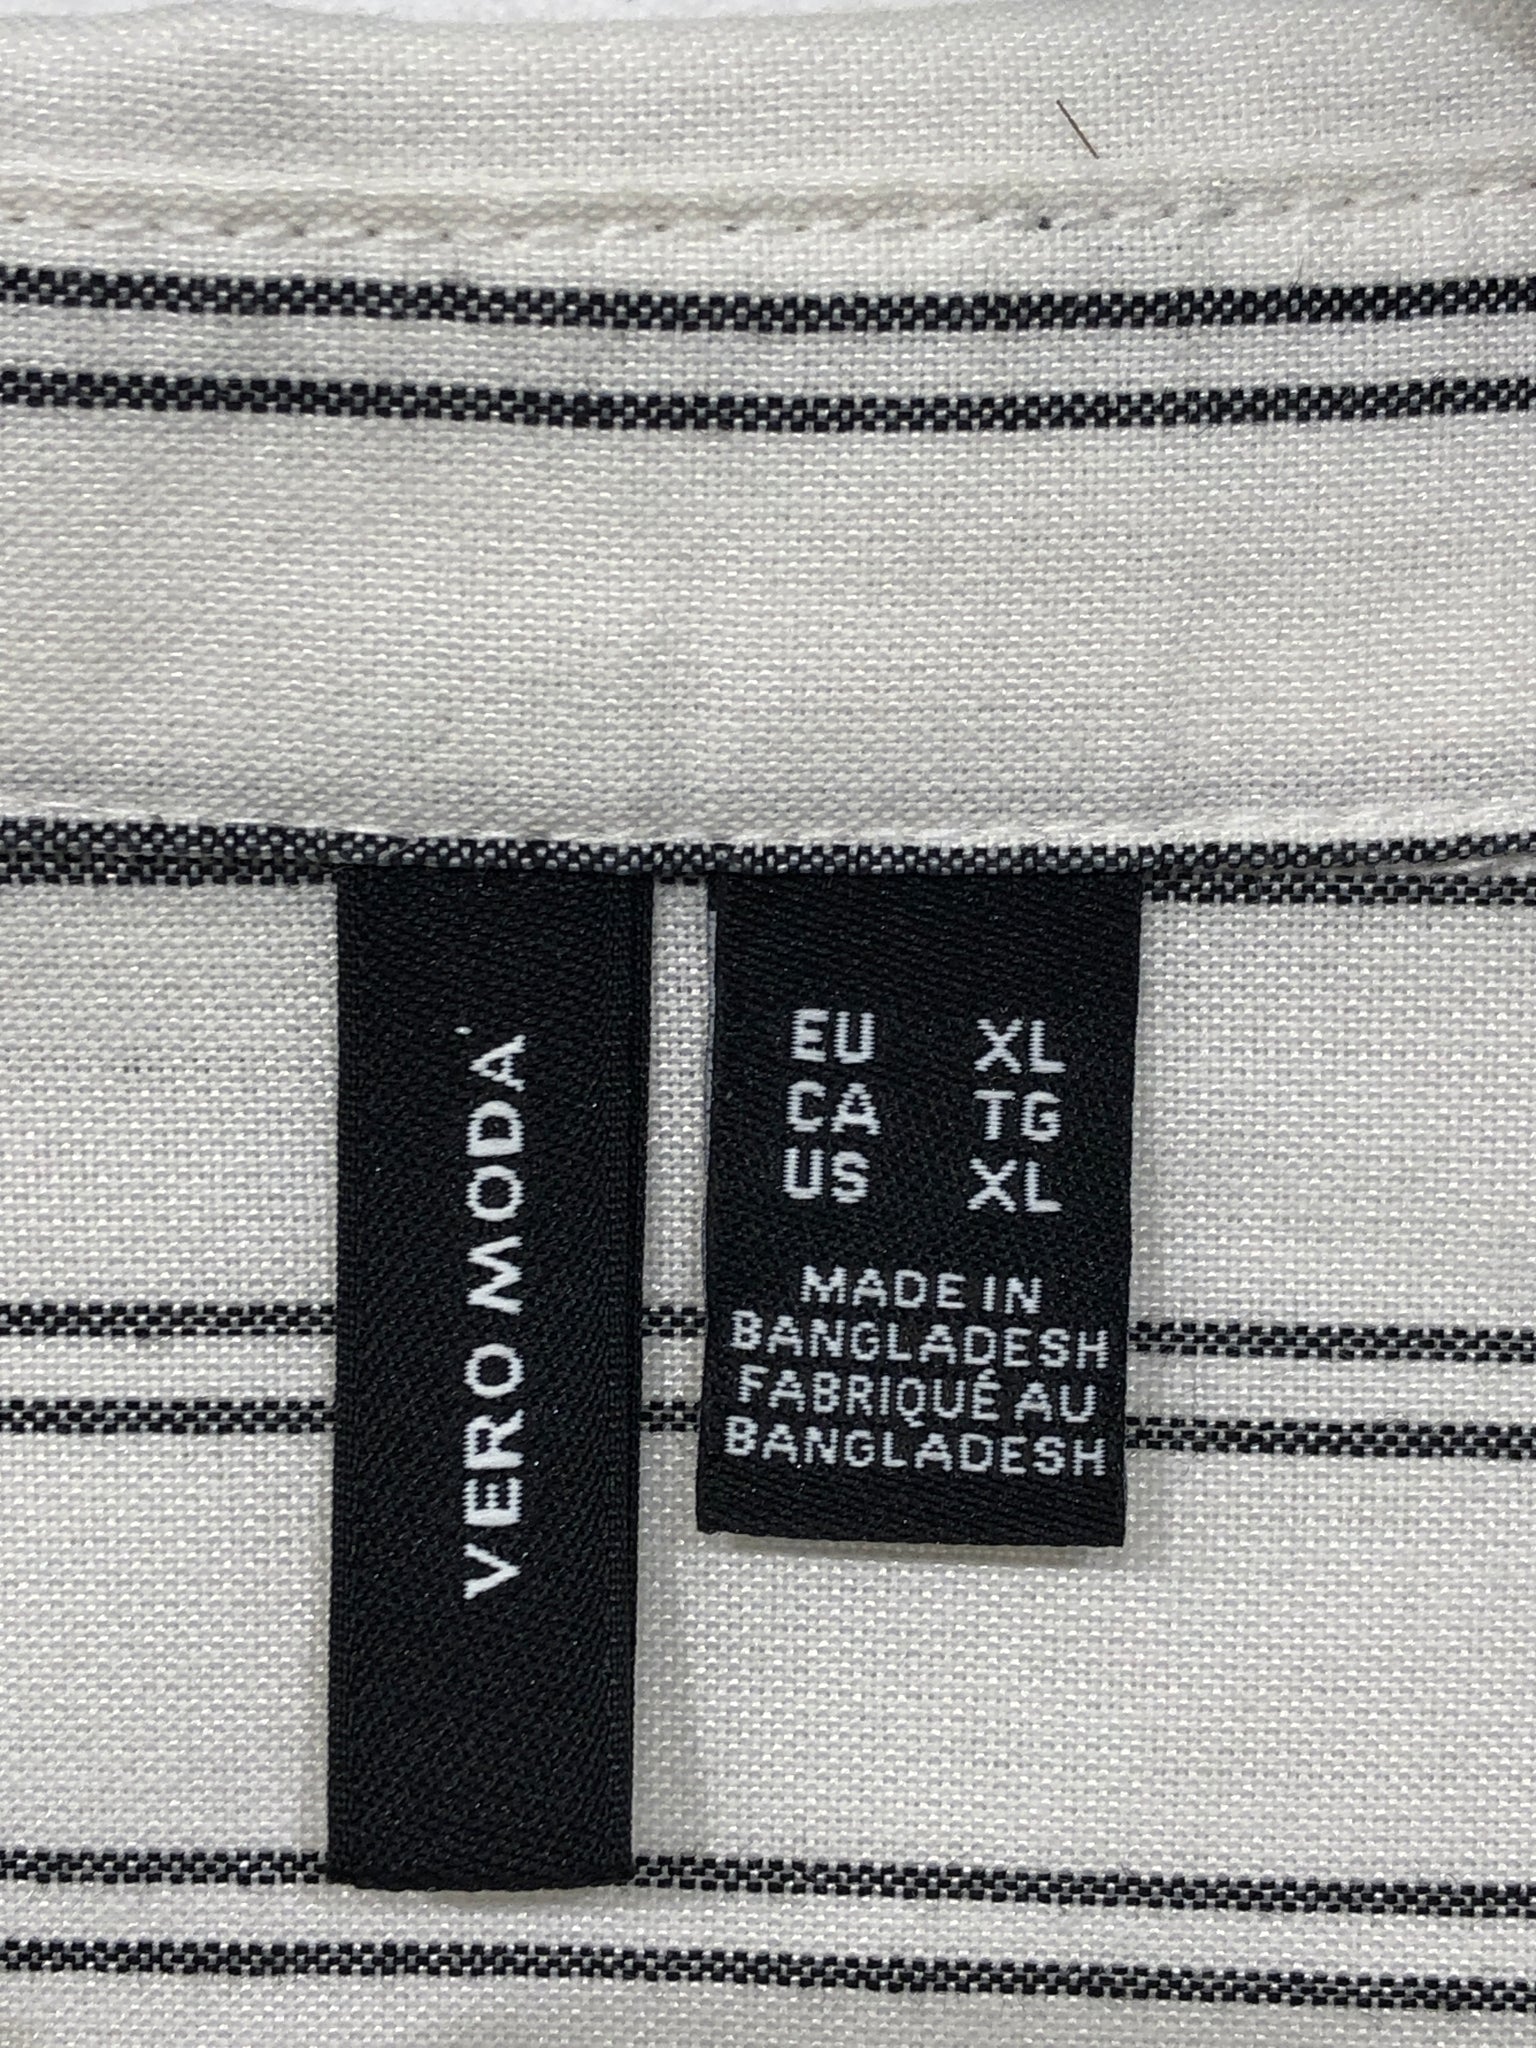 VERO MODA
EU XL
CA TG
US XL
MADE IN
BANGLADESH
FABRIQUÉ AU
BANGLADESH